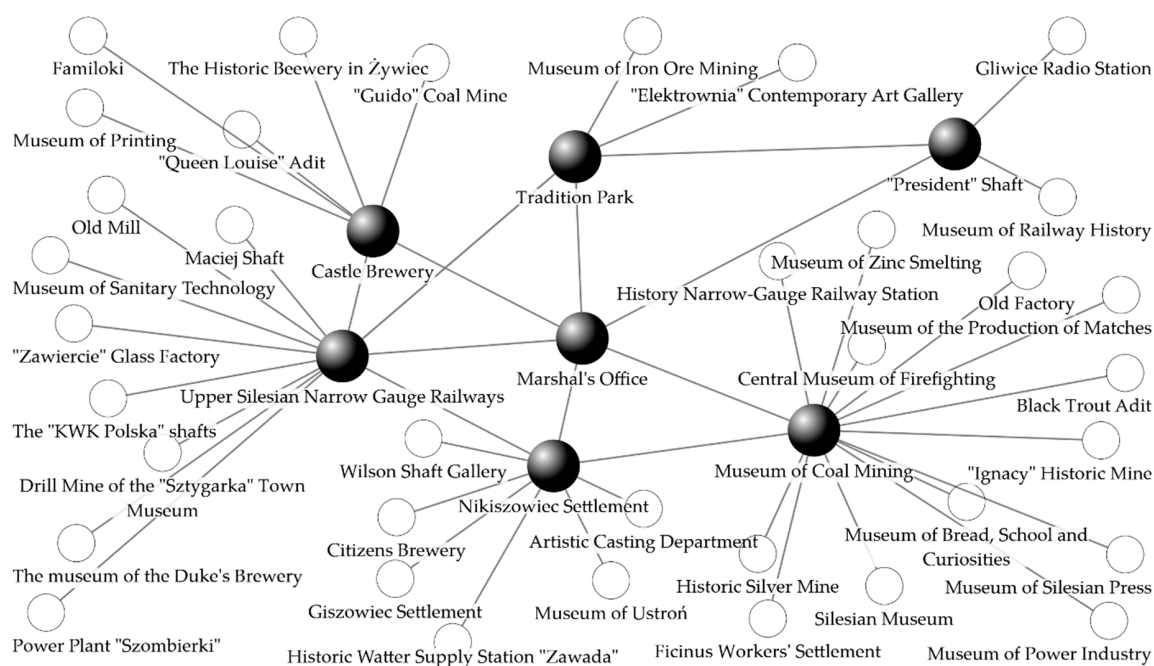 Familoki
The Historic Beewery in Żywiec
Museum of Iron Ore Mining
Gliwice Radio Station
"Guido" Coal Mine
"Elektrownia" Contemporary Art Gallery
Museum of Printing
"Queen Louise" Adit
Tradition Park
"President" Shaft
Old Mill
Maciej Shaft
Museum of Railway History
Castle Brewery
Museum of Zinc Smelting
Museum of Sanitary Technology
History Narrow-Gauge Railway Station
Old Factory
Museum of the Production of Matches
"Zawiercie" Glass Factory
Marshal's Office
Central Museum of Firefighting
Upper Silesian Narrow Gauge Railways
Black Trout Adit
The "KWK Polska" shafts
Wilson Shaft Gallery
Museum of Coal Mining
"Ignacy" Historic Mine
Drill Mine of the "Sztygarka" Town
Museum
Nikiszowiec Settlement
Citizens Brewery
Artistic Casting Department
Museum of Bread, School and
Curiosities
The museum of the Duke's Brewery
Giszowiec Settlement
Museum of Ustroń
Historic Silver Mine
Museum of Silesian Press
Silesian Museum
Power Plant "Szombierki"
Historic Watter Supply Station "Zawada"
Ficinus Workers' Settlement
Museum of Power Industry